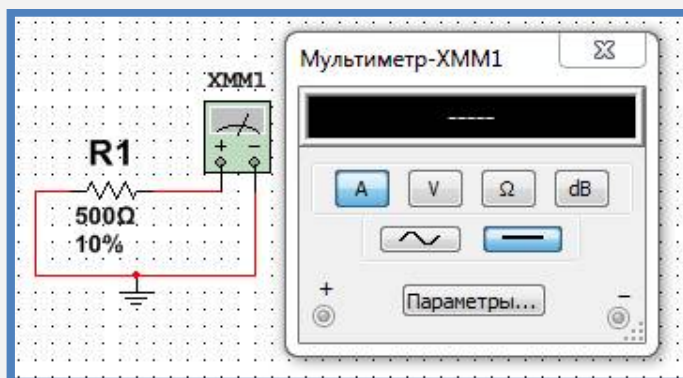 XMM1
+ −
R1
500Ω
10%
Мультиметр-XMM1
-----
A V Ω dB
+ −
Параметры...